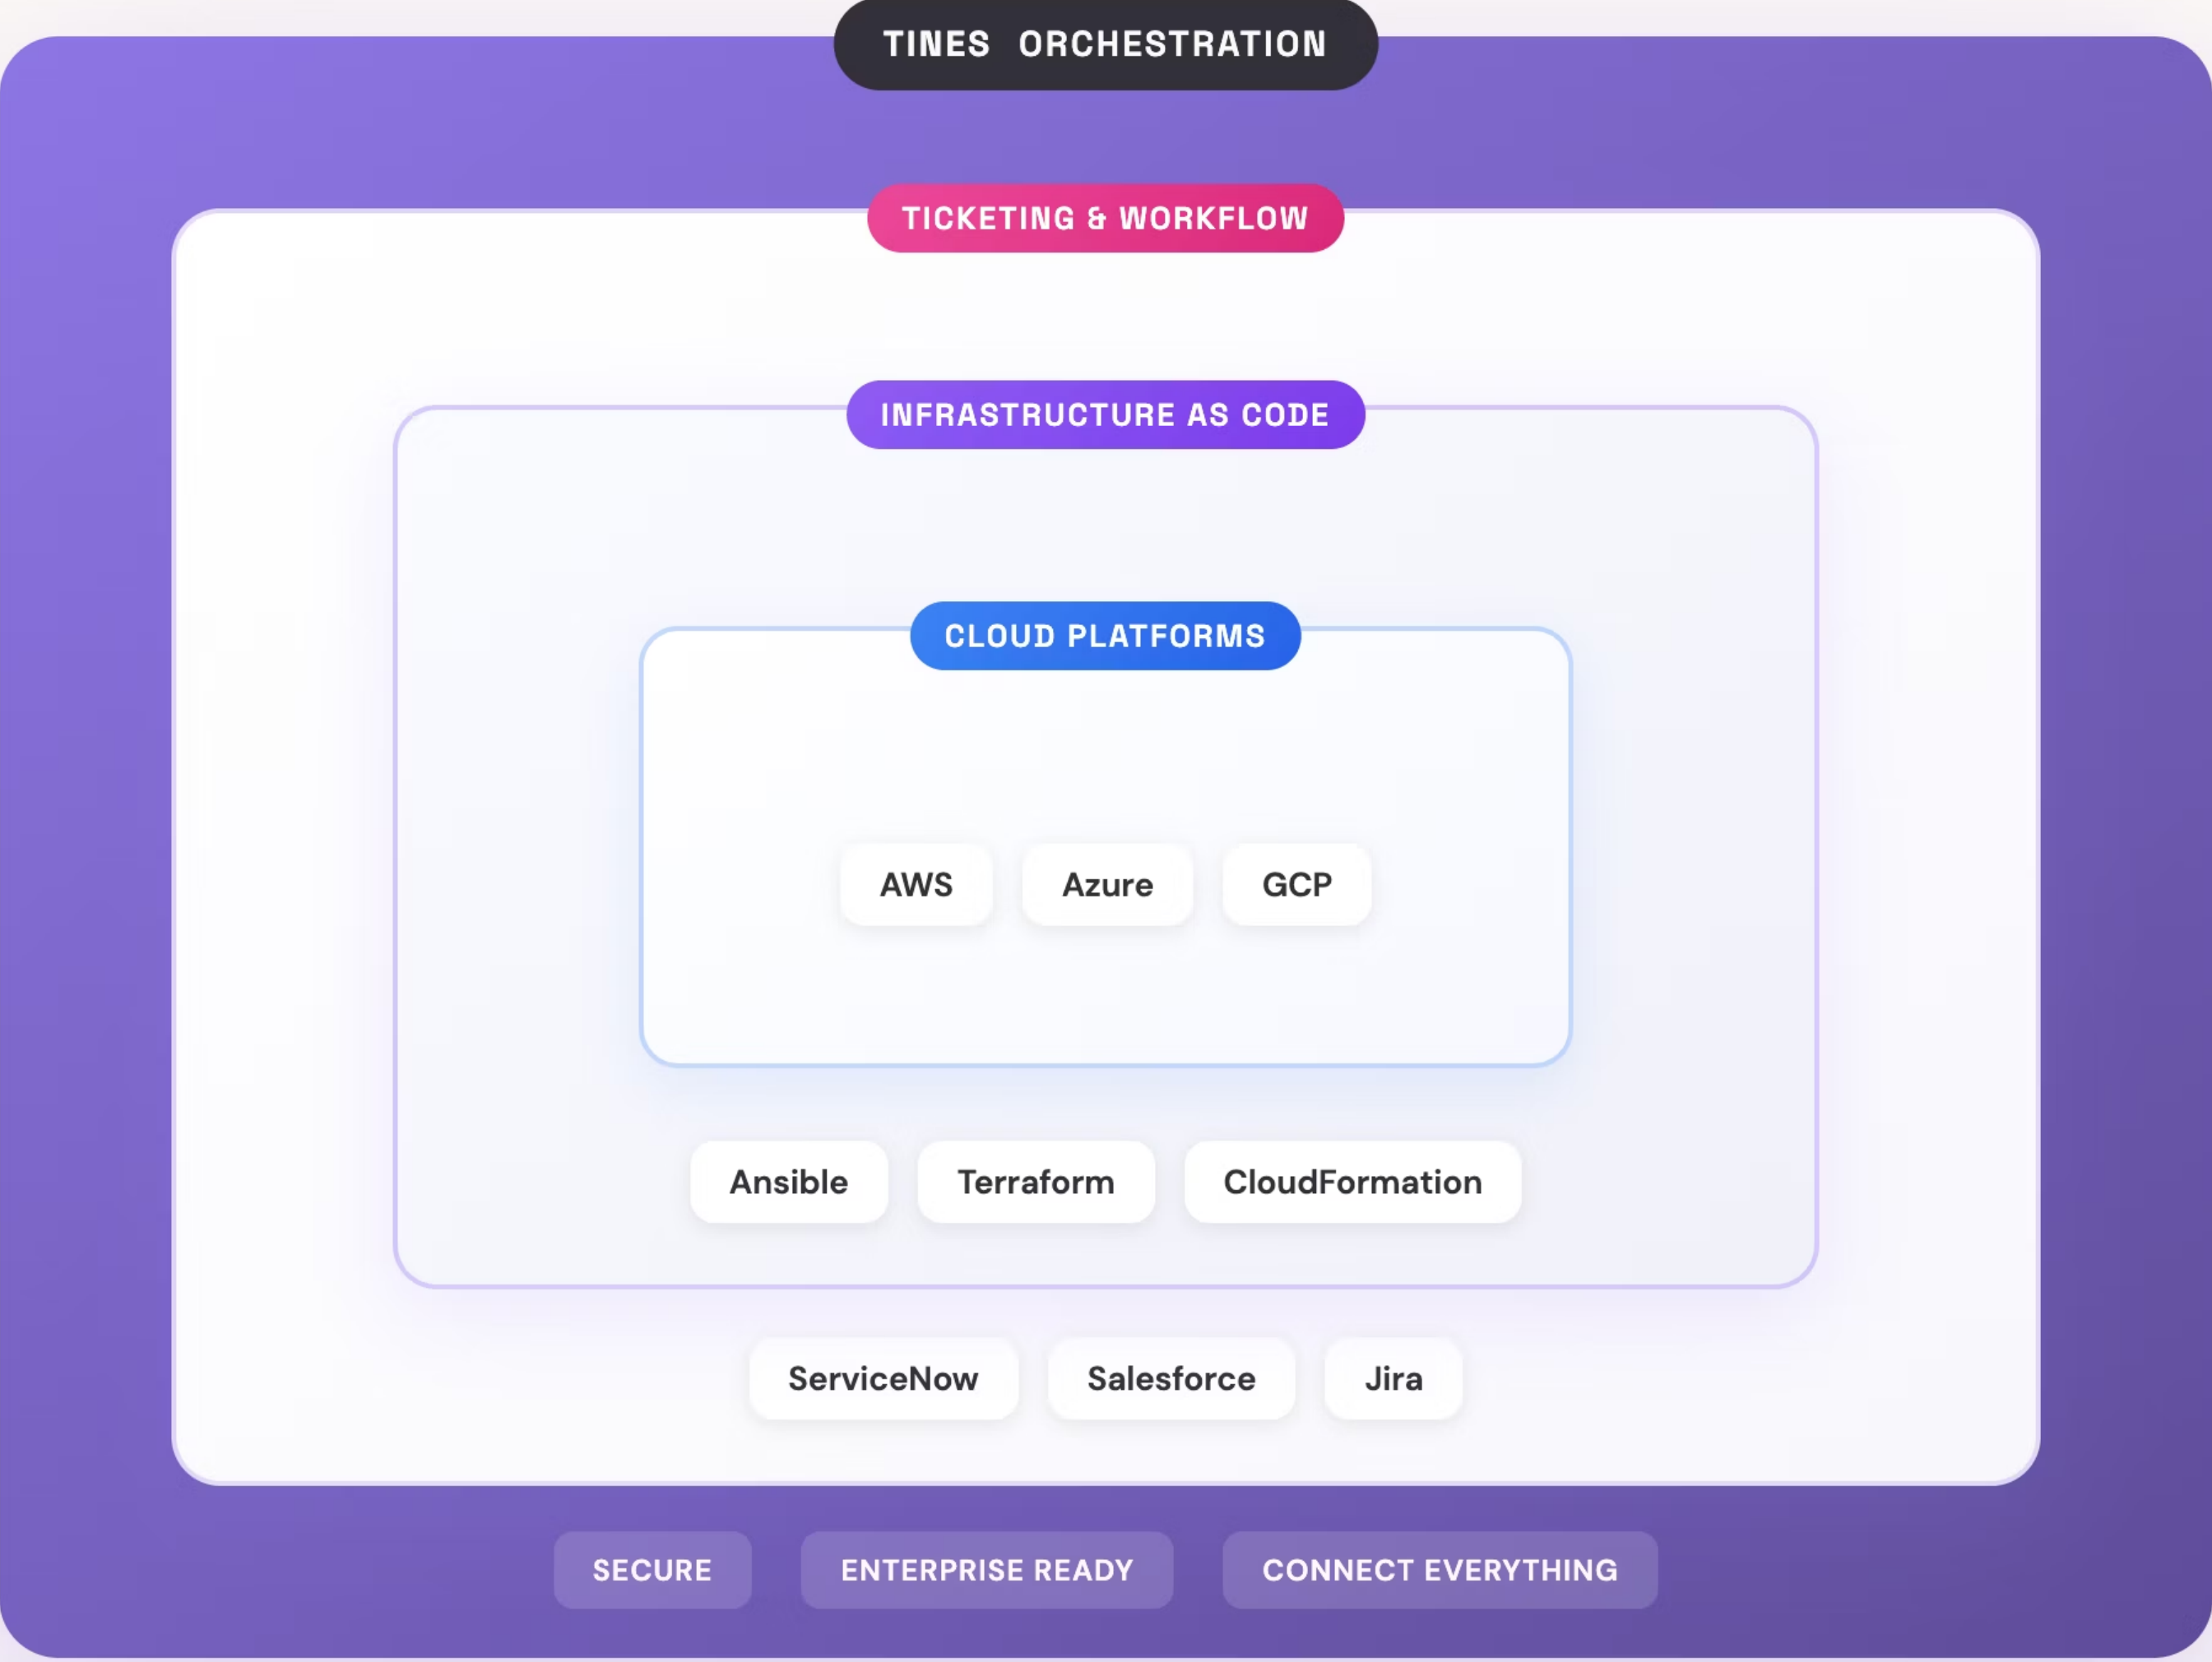 TINES ORCHESTRATION
TICKETING & WORKFLOW
INFRASTRUCTURE AS CODE
CLOUD PLATFORMS
AWS Azure GCP
Ansible Terraform CloudFormation
ServiceNow Salesforce Jira
SECURE ENTERPRISE READY CONNECT EVERYTHING